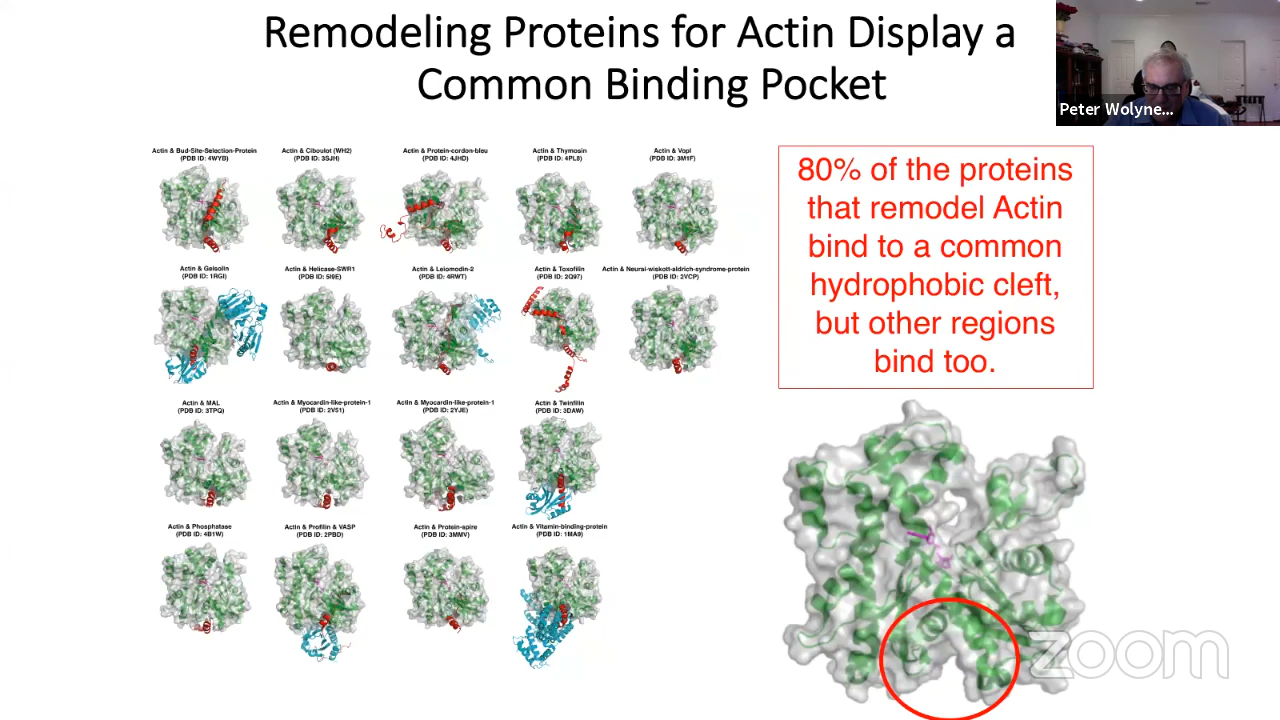 Remodeling Proteins for Actin Display a
Common Binding Pocket
Peter Wolyne...
Actin & Bud-Site-Selection-Protein
(PDB ID: 4WYB)
Actin & Ciboulot (WH2)
(PDB ID: 3SJH)
Actin & Protein-cordon-bleu
(PDB ID: 4JHD)
Actin & Thymosin
(PDB ID: 4PL8)
Actin & Vopl
(PDB ID: 3M1F)
80% of the proteins
that remodel Actin
bind to a common
hydrophobic cleft,
but other regions
bind too.
Actin & Gelsolin
(PDB ID: 1RGI)
Actin & Helicase-SWR1
(PDB ID: 5I9E)
Actin & Leiomodin-2
(PDB ID: 4RWT)
Actin & Toxofilin
(PDB ID: 2Q97)
Actin & Neural-wiskott-aldrich-syndrome-protein
(PDB ID: 2VCP)
Actin & MAL
(PDB ID: 3TPQ)
Actin & Myocardin-like-protein-1
(PDB ID: 2V51)
Actin & Myocardin-like-protein-1
(PDB ID: 2YJE)
Actin & Twinfilin
(PDB ID: 3DAW)
Actin & Phosphatase
(PDB ID: 4B1W)
Actin & Profilin & VASP
(PDB ID: 2PBD)
Actin & Protein-spire
(PDB ID: 3MMV)
Actin & Vitamin-binding-protein
(PDB ID: 1MA9)
zoom